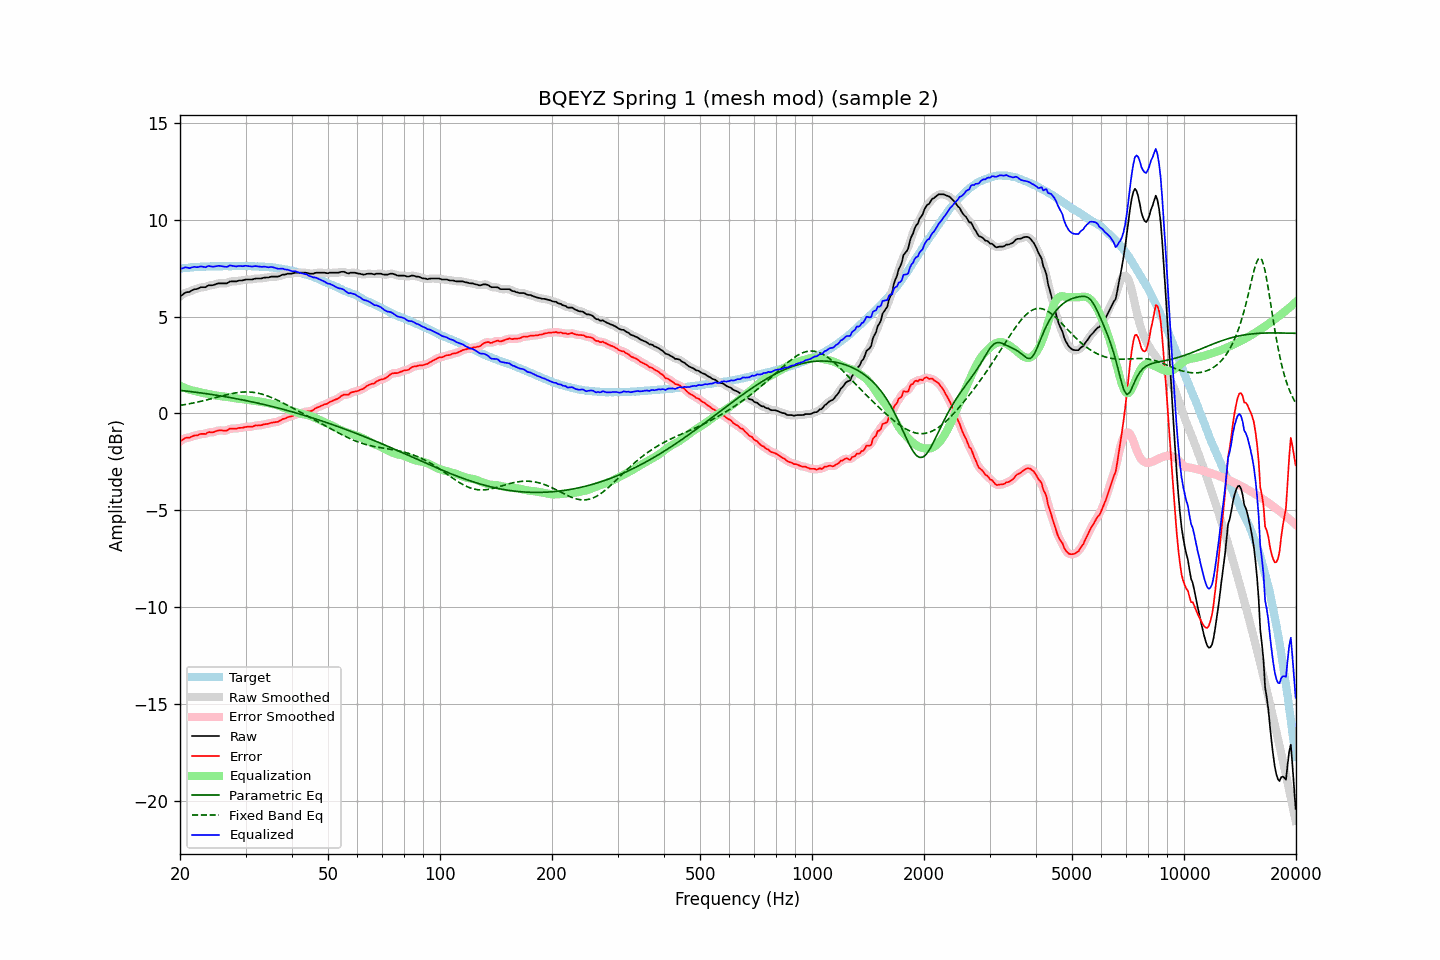 BQEYZ Spring 1 (mesh mod) (sample 2)
Amplitude (dBr)
15
10
5
0
−5
−10
−15
−20
Target
Raw Smoothed
Error Smoothed
Raw
Error
Equalization
Parametric Eq
Fixed Band Eq
Equalized
20 50 100 200 500 1000 2000 5000 10000 20000
Frequency (Hz)